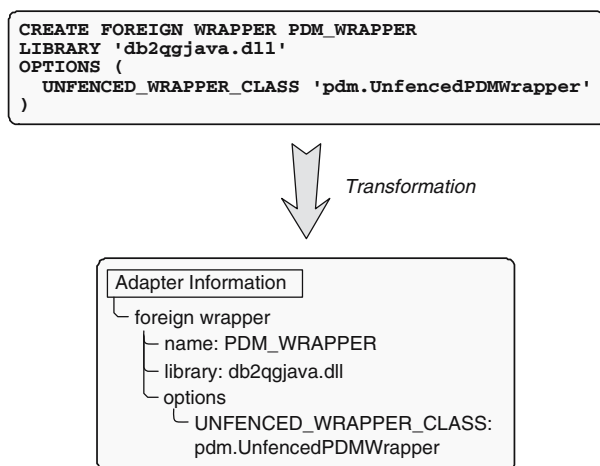 CREATE FOREIGN WRAPPER PDM_WRAPPER
LIBRARY 'db2qgjava.dll'
OPTIONS (
UNFENCED_WRAPPER_CLASS 'pdm.UnfencedPDMWrapper'
)
Transformation
Adapter Information
foreign wrapper
name: PDM_WRAPPER
library: db2qgjava.dll
options
UNFENCED_WRAPPER_CLASS:
pdm.UnfencedPDMWrapper